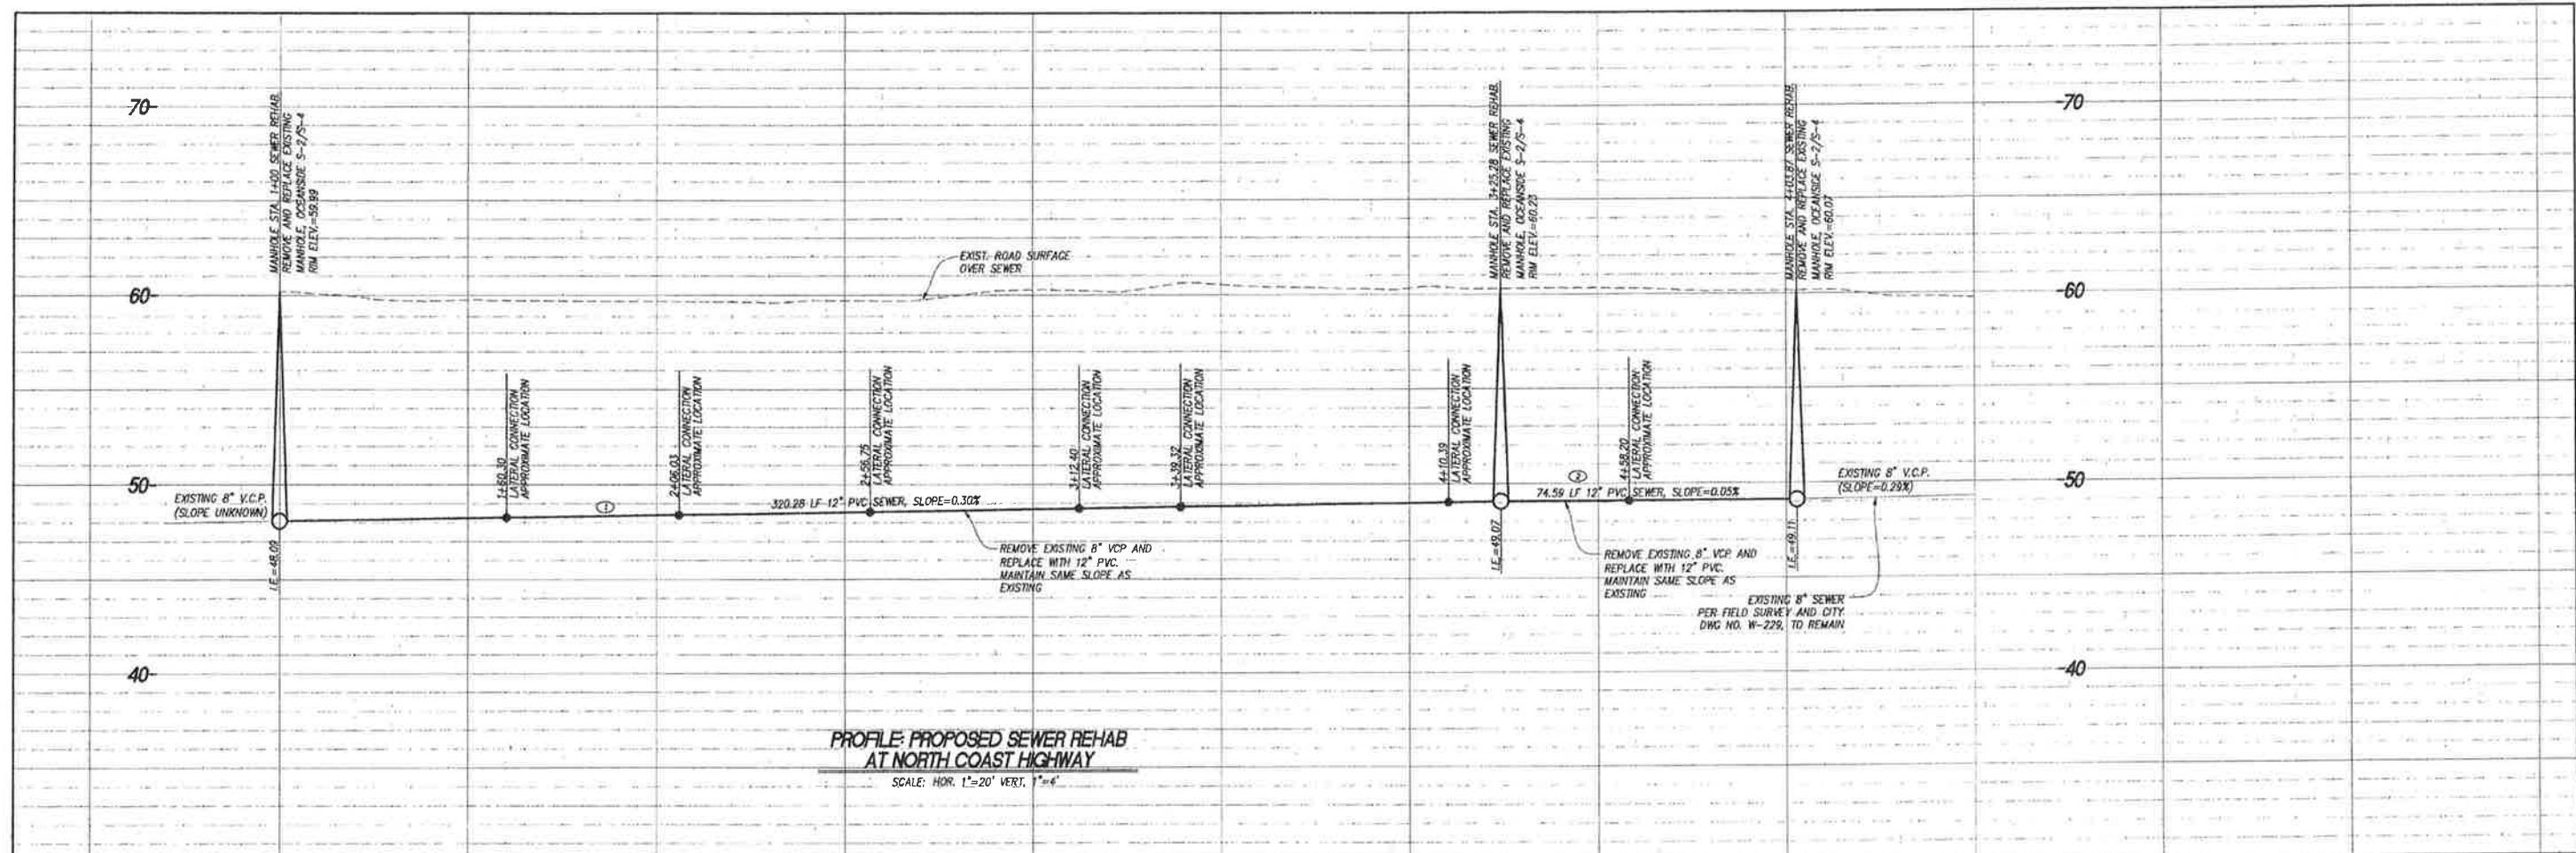 70-
60-
50-
40-
MANHOLE STA. 1+00 SEWER REHAB.
REMOVE AND REPLACE EXISTING
MANHOLE, OCEANSIDE S-2/S-4
RIM ELEV.=59.99
EXISTING 8" V.C.P.
(SLOPE UNKNOWN)
I.E.=48.09
1+60.30
LATERAL CONNECTION
APPROXIMATE LOCATION
1
2+06.03
LATERAL CONNECTION
APPROXIMATE LOCATION
320.28 LF 12" PVC SEWER, SLOPE=0.30%
2+56.75
LATERAL CONNECTION
APPROXIMATE LOCATION
EXIST. ROAD SURFACE
OVER SEWER
REMOVE EXISTING 8" VCP AND
REPLACE WITH 12" PVC.
MAINTAIN SAME SLOPE AS
EXISTING
3+12.40
LATERAL CONNECTION
APPROXIMATE LOCATION
3+39.32
LATERAL CONNECTION
APPROXIMATE LOCATION
4+10.39
LATERAL CONNECTION
APPROXIMATE LOCATION
MANHOLE STA. 3+25.28 SEWER REHAB.
REMOVE AND REPLACE EXISTING
MANHOLE, OCEANSIDE S-2/S-4
RIM ELEV.=60.23
I.E.=49.07
2
74.59 LF 12" PVC SEWER, SLOPE=0.05%
4+58.20
LATERAL CONNECTION
APPROXIMATE LOCATION
REMOVE EXISTING 8" VCP AND
REPLACE WITH 12" PVC.
MAINTAIN SAME SLOPE AS
EXISTING
MANHOLE STA. 4+03.87 SEWER REHAB.
REMOVE AND REPLACE EXISTING
MANHOLE, OCEANSIDE S-2/S-4
RIM ELEV.=60.07
I.E.=49.11
EXISTING 8" V.C.P.
(SLOPE=0.29%)
EXISTING 8" SEWER
PER FIELD SURVEY AND CITY
DWG NO. W-229, TO REMAIN
-70
-60
-50
-40
PROFILE: PROPOSED SEWER REHAB
AT NORTH COAST HIGHWAY
SCALE: HOR. 1"=20' VERT. 1"=4'